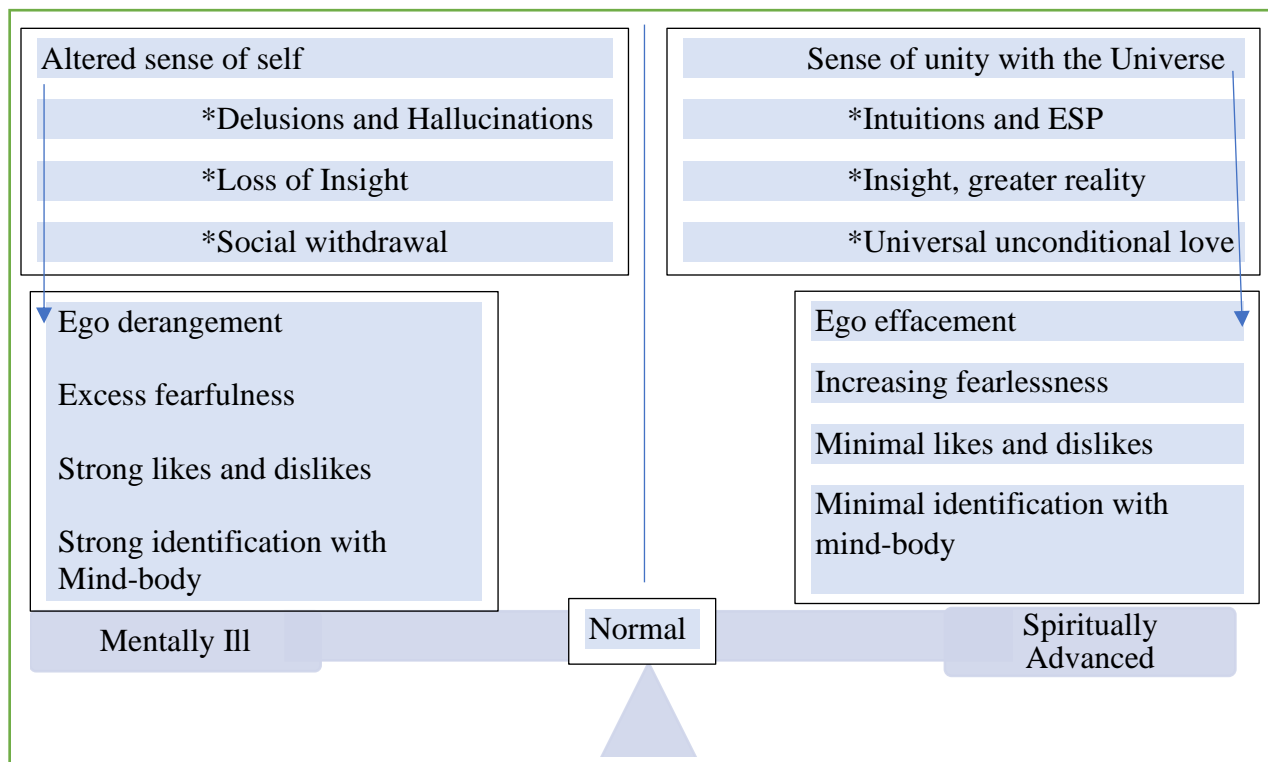 Altered sense of self
*Delusions and Hallucinations
*Loss of Insight
*Social withdrawal
Ego derangement
Excess fearfulness
Strong likes and dislikes
Strong identification with
Mind-body
Mentally Ill
Normal
Sense of unity with the Universe
*Intuitions and ESP
*Insight, greater reality
*Universal unconditional love
Ego effacement
Increasing fearlessness
Minimal likes and dislikes
Minimal identification with
mind-body
Spiritually
Advanced